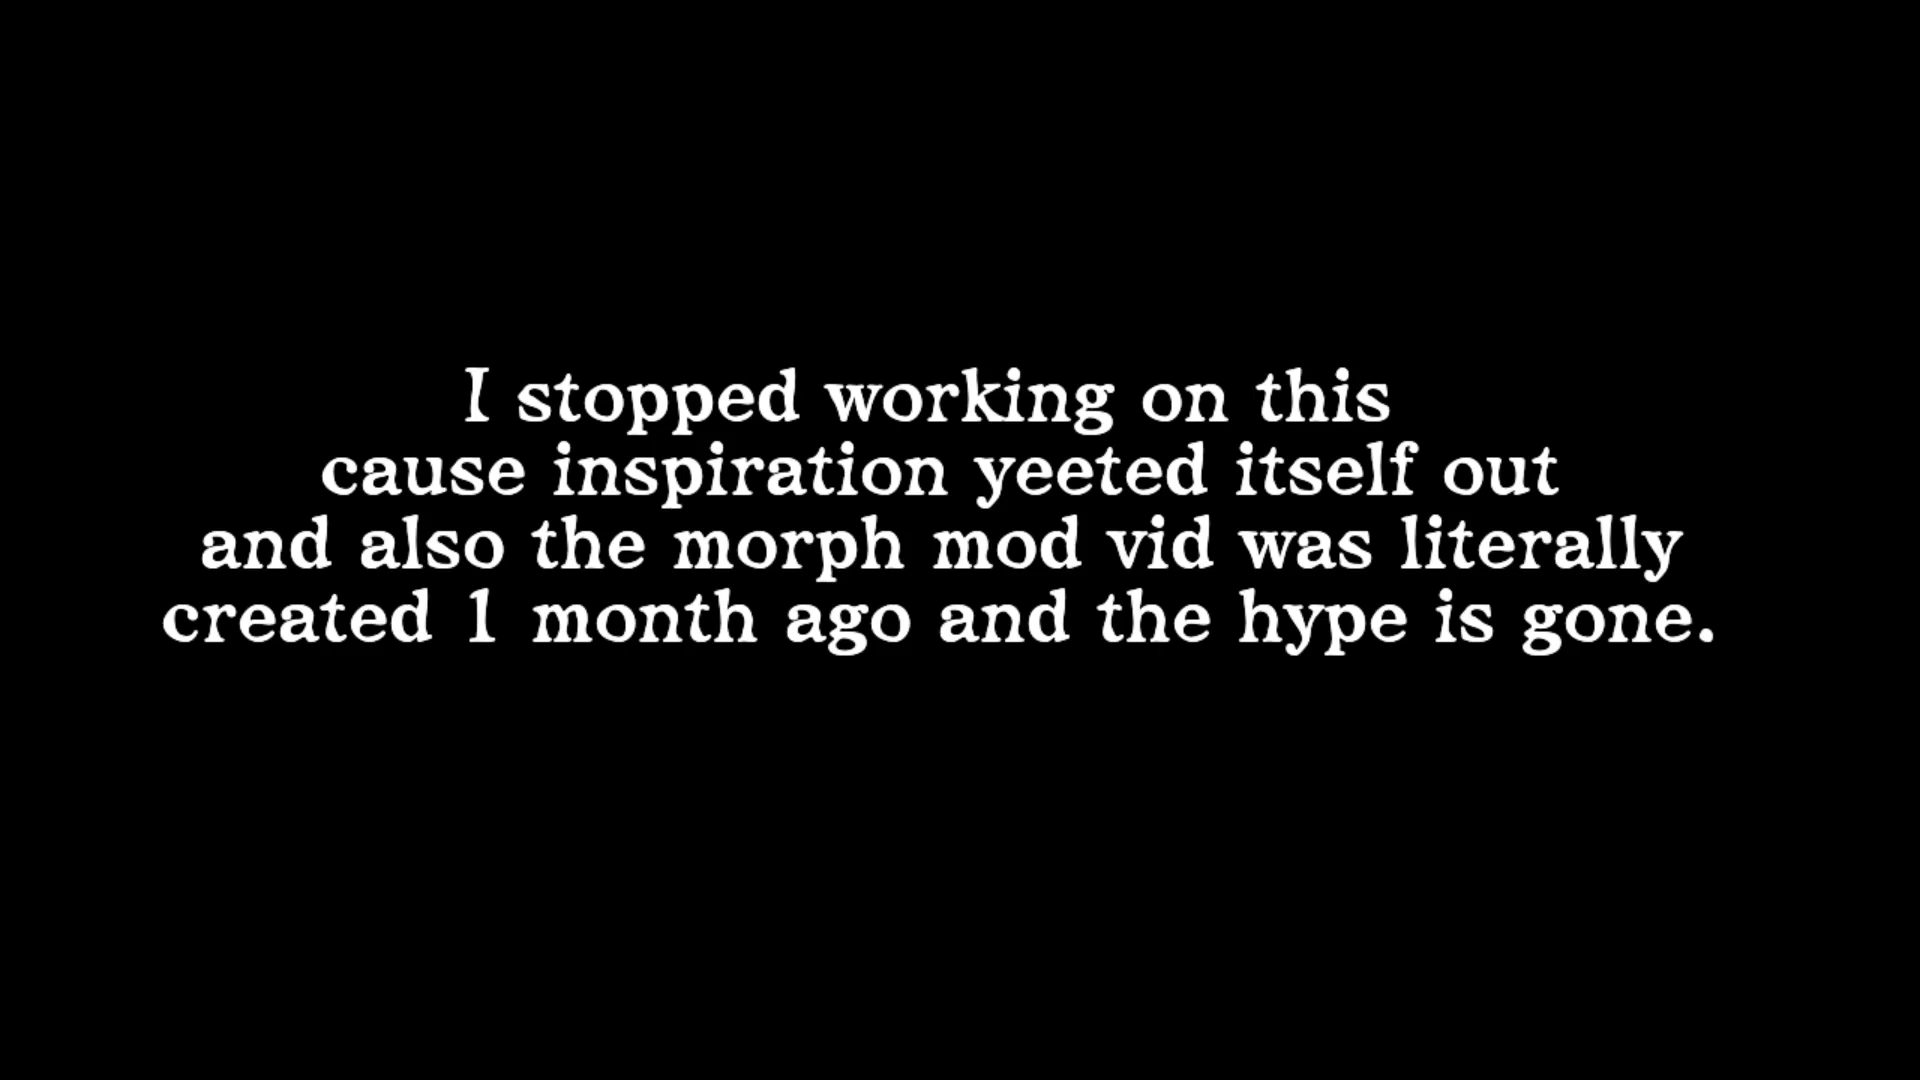 I stopped working on this
cause inspiration yeeted itself out
and also the morph mod vid was literally
created 1 month ago and the hype is gone.